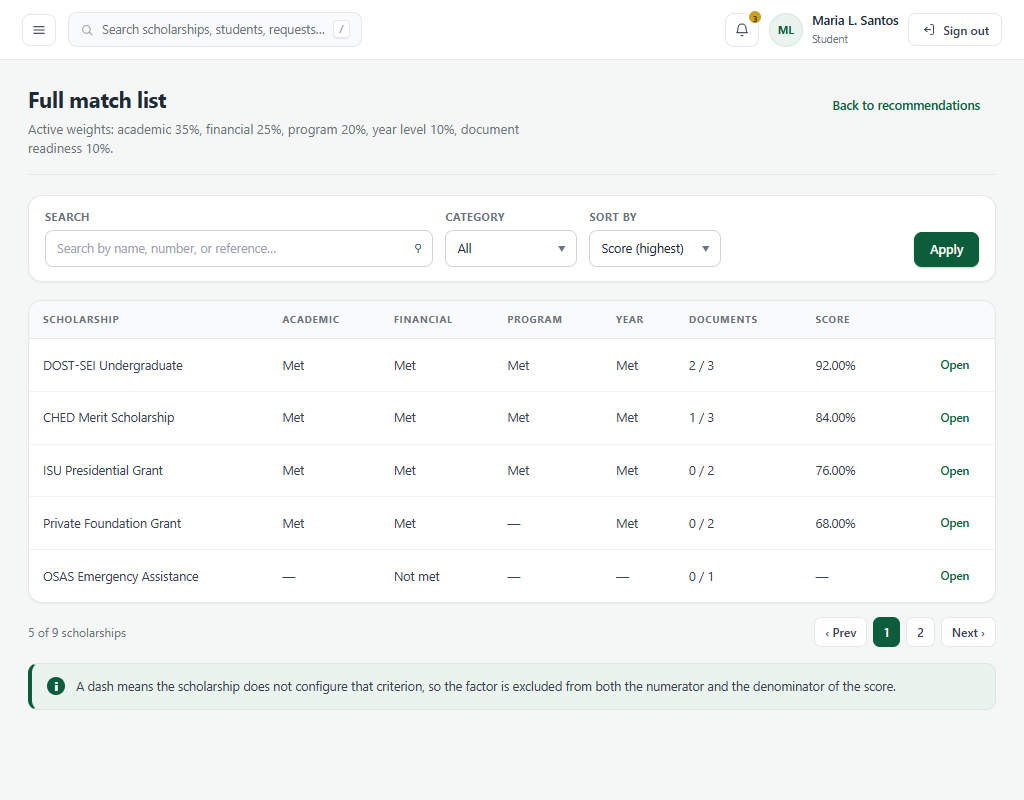 Search scholarships, students, requests... /
3
ML
Maria L. Santos
Student
Sign out
Full match list
Back to recommendations
Active weights: academic 35%, financial 25%, program 20%, year level 10%, document
readiness 10%.
SEARCH CATEGORY SORT BY
Search by name, number, or reference... All Score (highest) Apply
SCHOLARSHIP ACADEMIC FINANCIAL PROGRAM YEAR DOCUMENTS SCORE
DOST-SEI Undergraduate Met Met Met Met 2 / 3 92.00% Open
CHED Merit Scholarship Met Met Met Met 1 / 3 84.00% Open
ISU Presidential Grant Met Met Met Met 0 / 2 76.00% Open
Private Foundation Grant Met Met — Met 0 / 2 68.00% Open
OSAS Emergency Assistance — Not met — — 0 / 1 — Open
5 of 9 scholarships ‹ Prev 1 2 Next ›
A dash means the scholarship does not configure that criterion, so the factor is excluded from both the numerator and the denominator of the score.